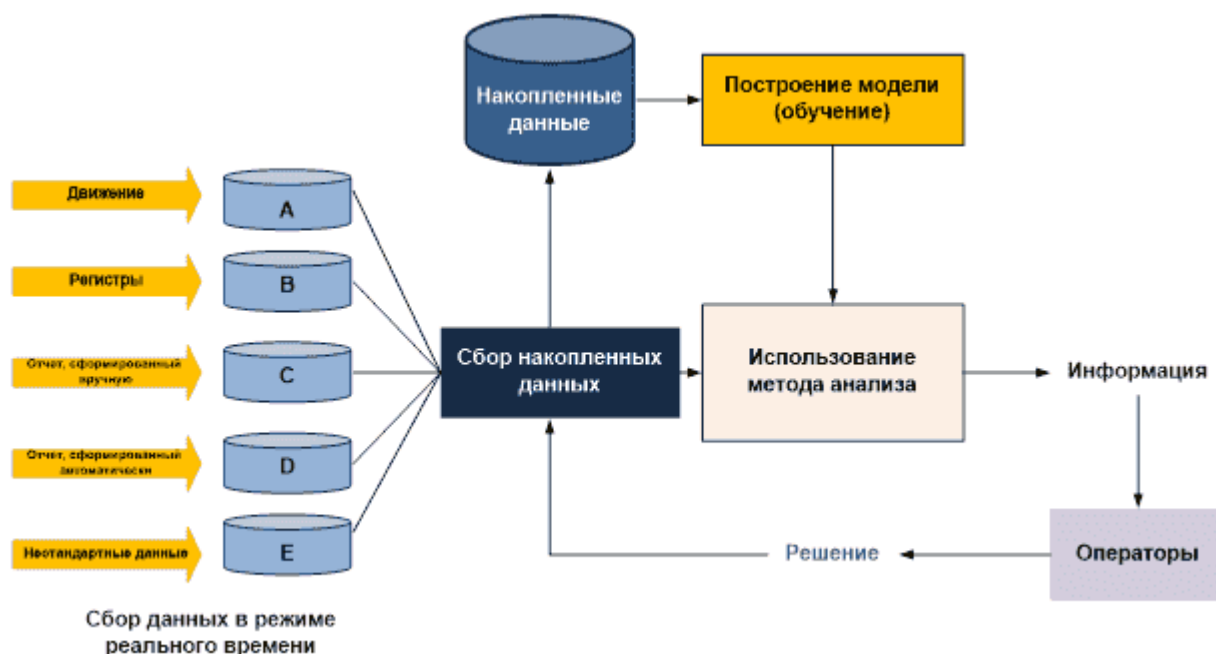 Накопленные
данные
Построение модели
(обучение)
Движение
A
Регистры
B
Отчет, сформированный
вручную
C
Сбор накопленных
данных
Использование
метода анализа
Информация
Отчет, сформированный
автоматически
D
Нестандартные данные
E
Решение
Операторы
Сбор данных в режиме
реального времени